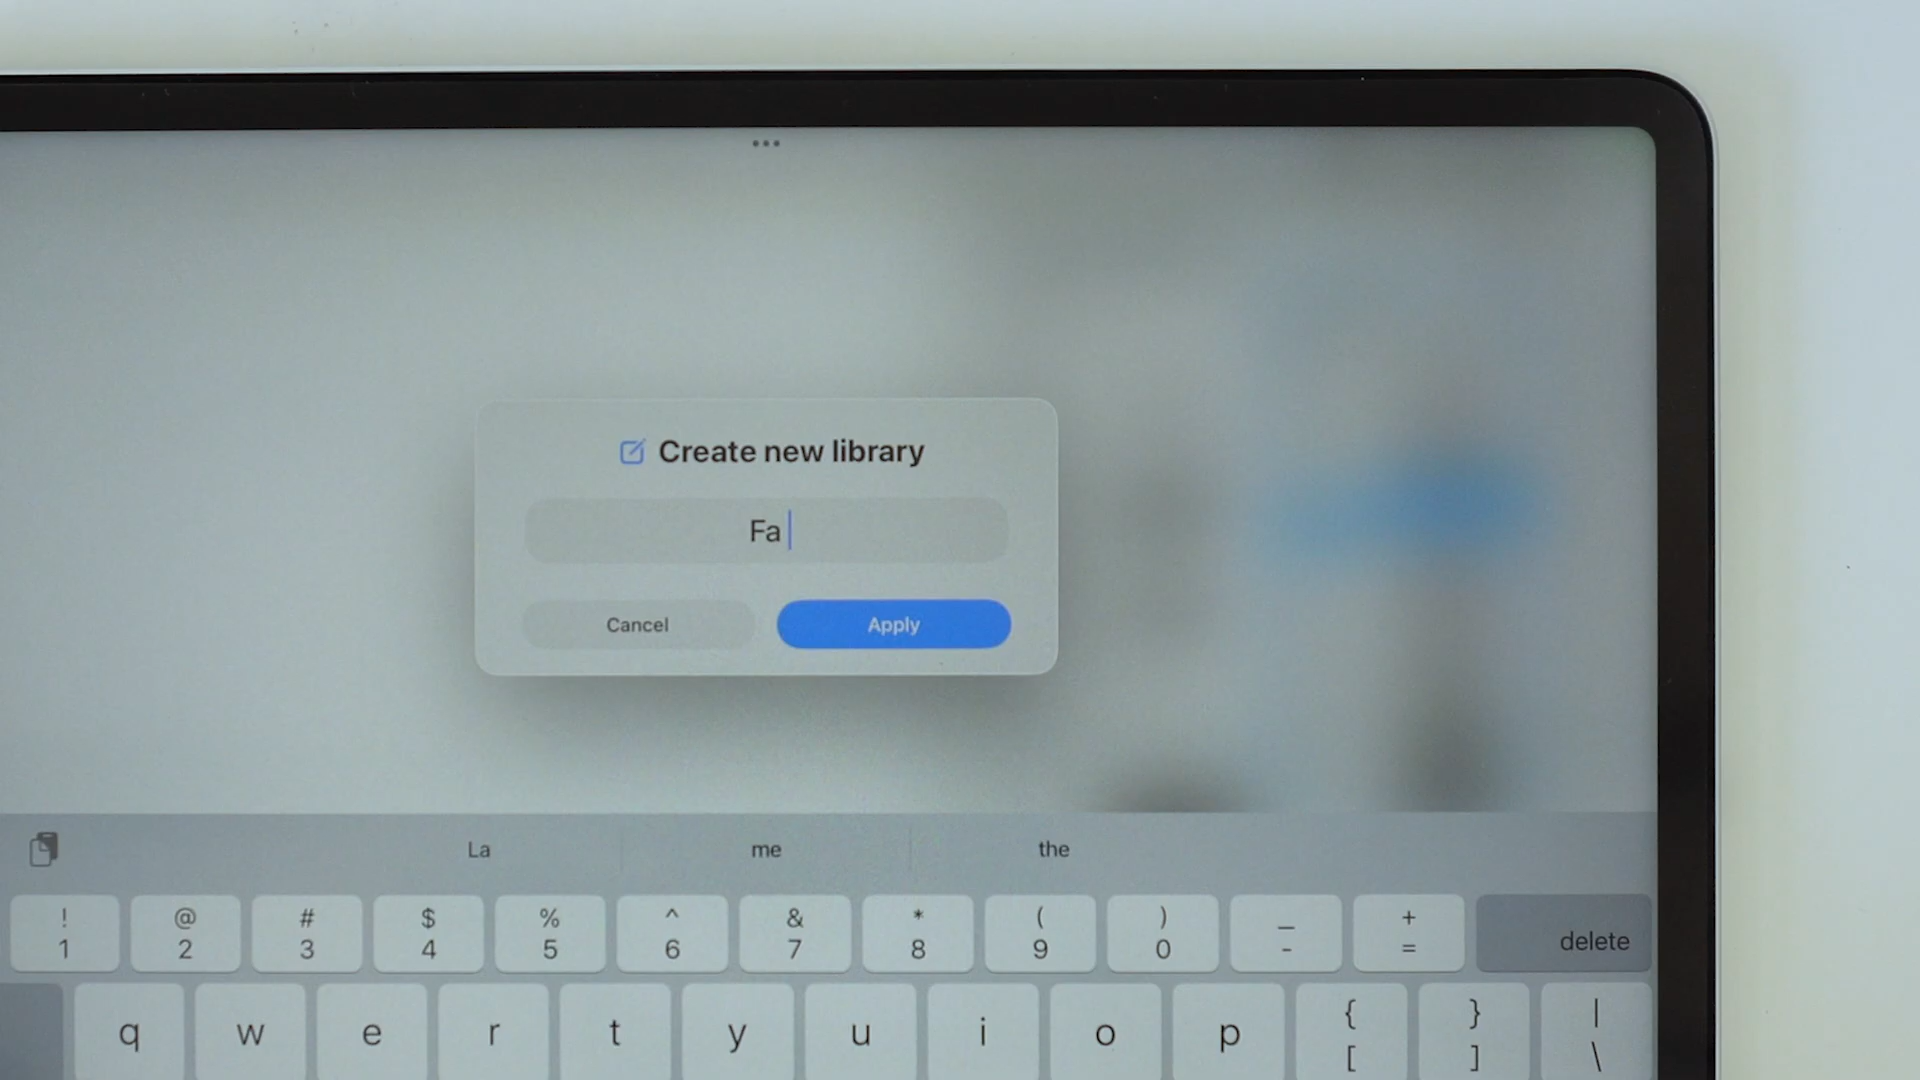 Create new library
Fa
Cancel Apply
La me the
! @ # $ % ^ & * ( ) _ +
1 2 3 4 5 6 7 8 9 0 - = delete
q w e r t y u i o p { } |
[ ] \